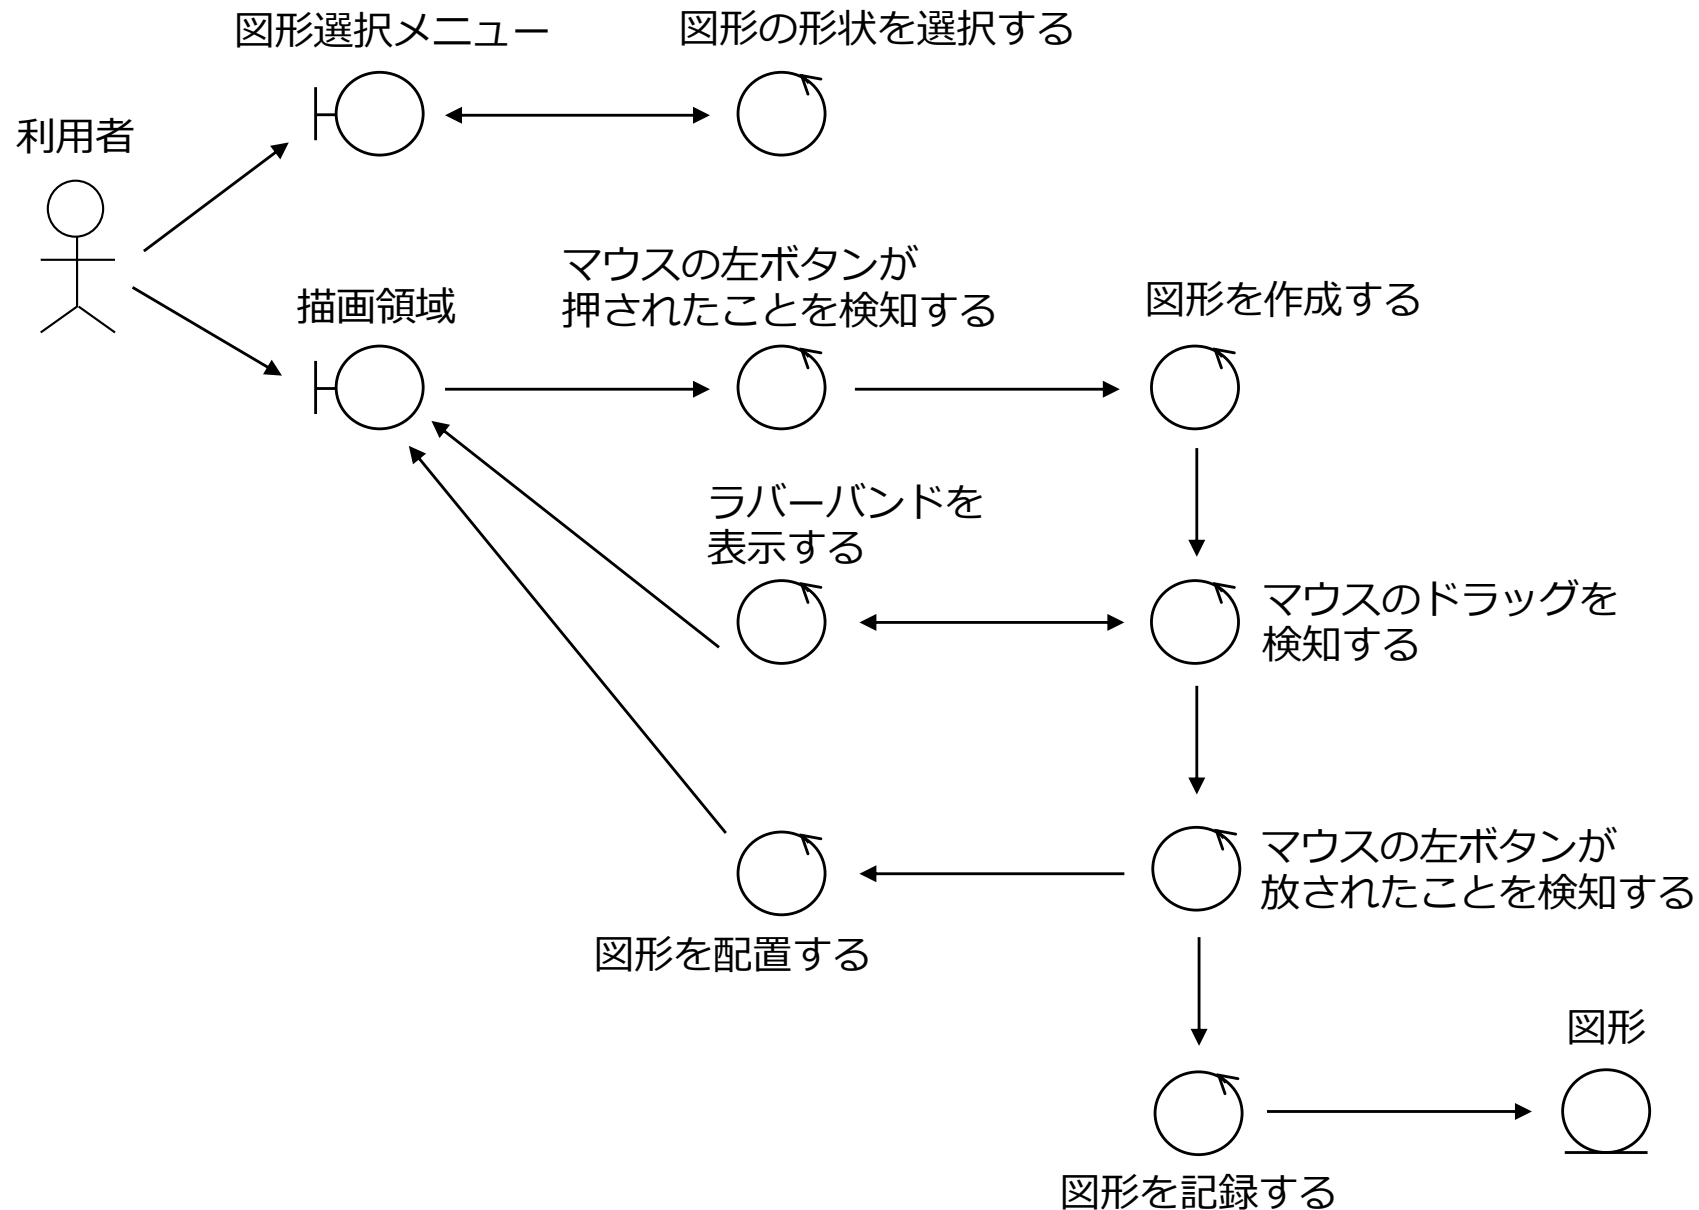 図形選択メニュー
図形の形状を選択する
利用者
マウスの左ボタンが
押されたことを検知する
図形を作成する
描画領域
ラバーバンドを
表示する
マウスのドラッグを
検知する
マウスの左ボタンが
放されたことを検知する
図形を配置する
図形
図形を記録する